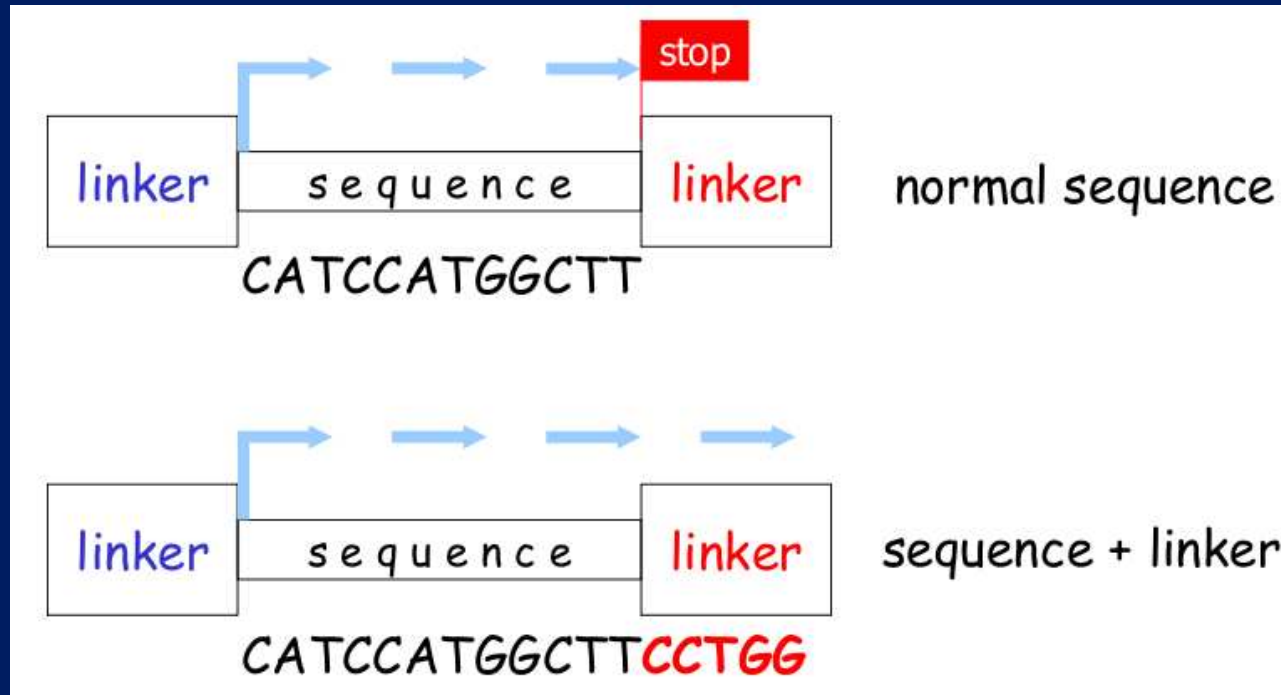 stop
linker sequence linker normal sequence
CATCCATGGCTT
linker sequence linker sequence + linker
CATCCATGGCTTCCTGG